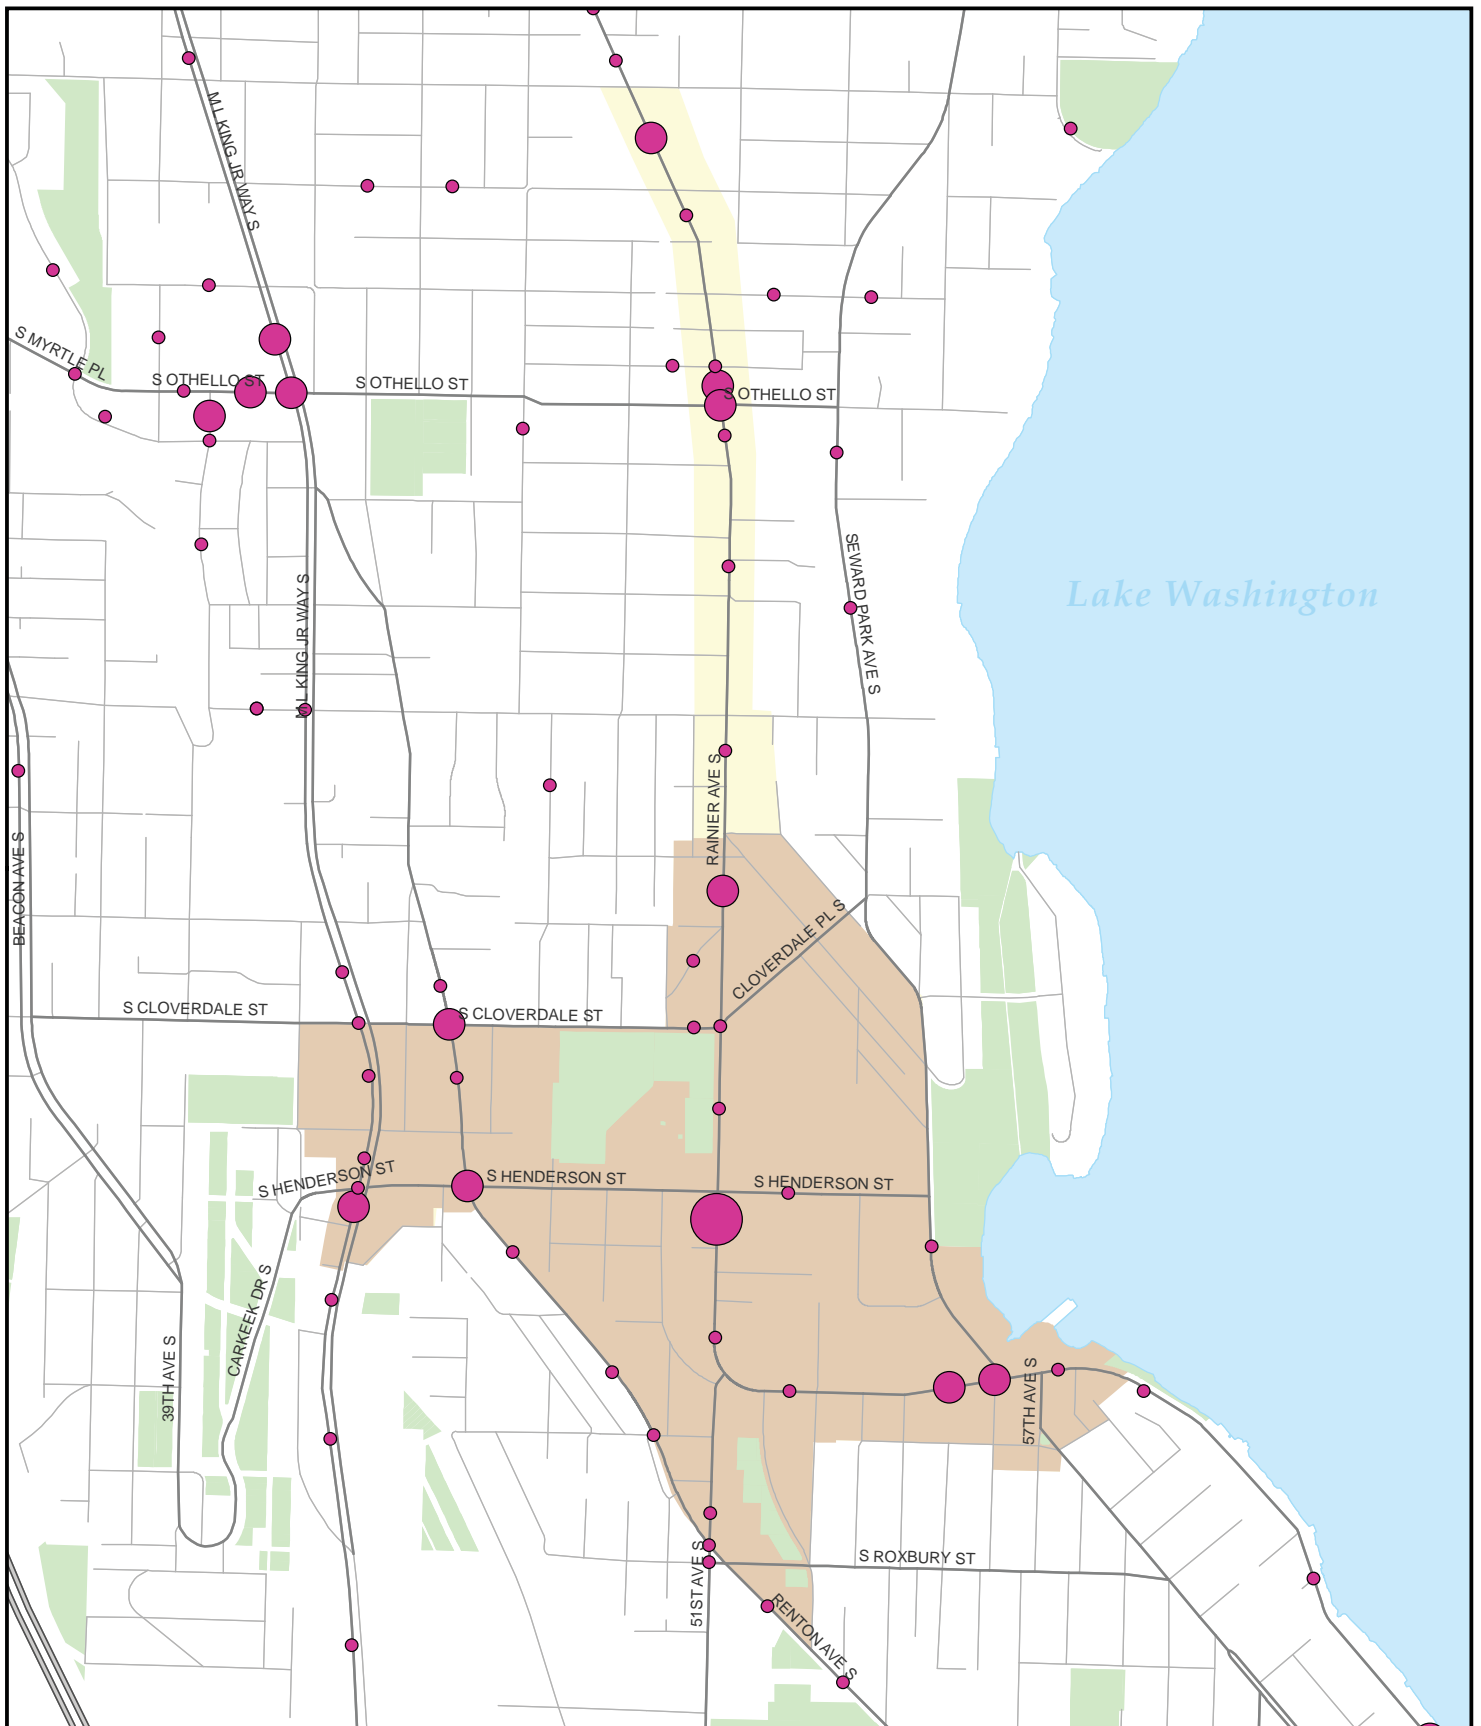 M L KING JR WAY S
S MYRTLE PL
S OTHELLO ST
S OTHELLO ST
S OTHELLO ST
SEWARD PARK AVE S
Lake Washington
M L KING JR WAY S
RAINIER AVE S
BEACON AVE S
CLOVERDALE PL S
S CLOVERDALE ST
S CLOVERDALE ST
S HENDERSON ST
S HENDERSON ST
S HENDERSON ST
CARKEEK DR S
39TH AVE S
57TH AVE S
S ROXBURY ST
51ST AVE S
RENTON AVE S